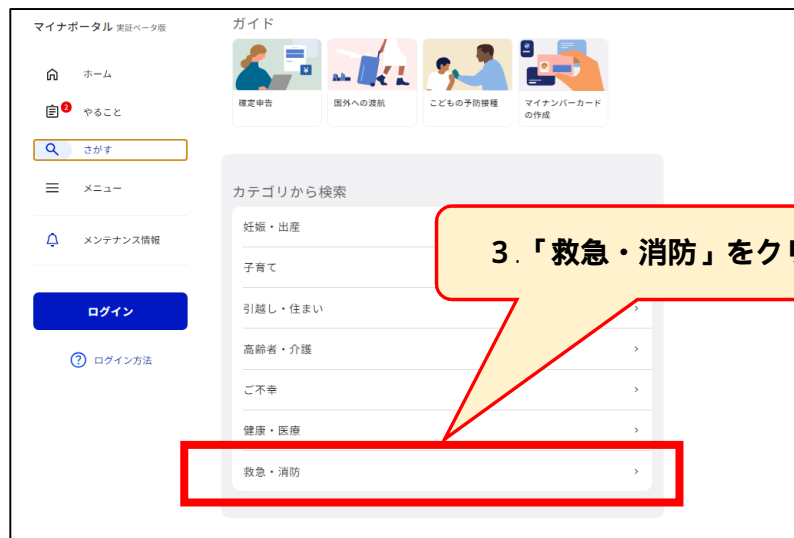 マイナポータル 実証ベータ版
ホーム
2
やること
さがす
メニュー
メンテナンス情報
ログイン
? ログイン方法
ガイド
確定申告
国外への渡航
こどもの予防接種
マイナンバーカード
の作成
カテゴリから検索
妊娠・出産
子育て
引越し・住まい
高齢者・介護
ご不幸
健康・医療
救急・消防
3.「救急・消防」をク